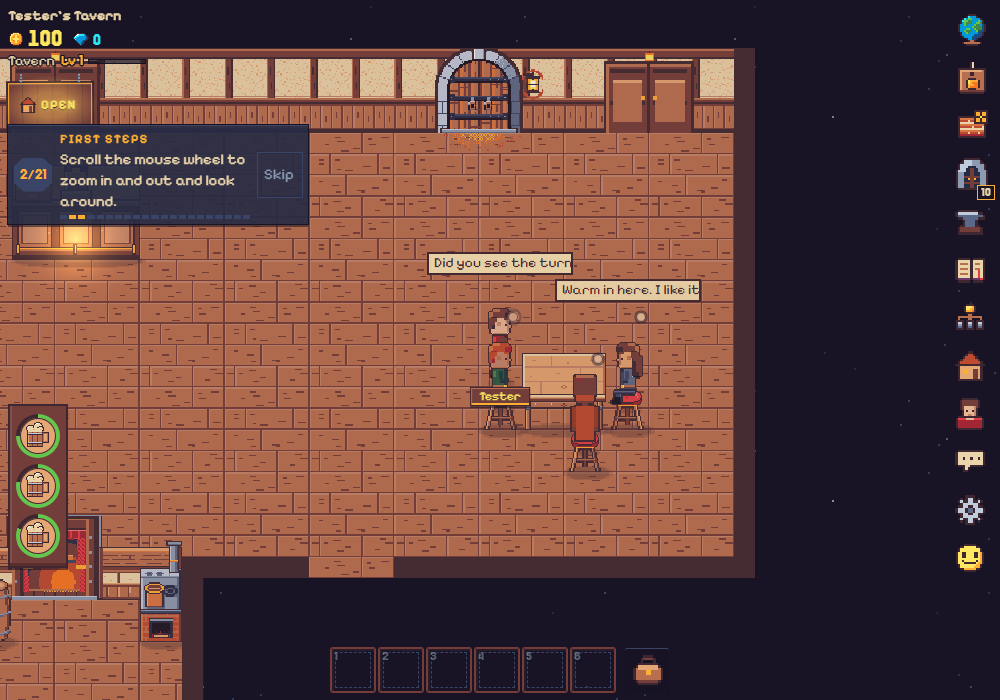 Tester's Tavern
100 0
Tavern Lv.1
OPEN
FIRST STEPS
2/21
Scroll the mouse wheel to
zoom in and out and look
around.
Skip
10
Did you see the turn
Warm in here. I like it
Tester
1 2 3 4 5 6